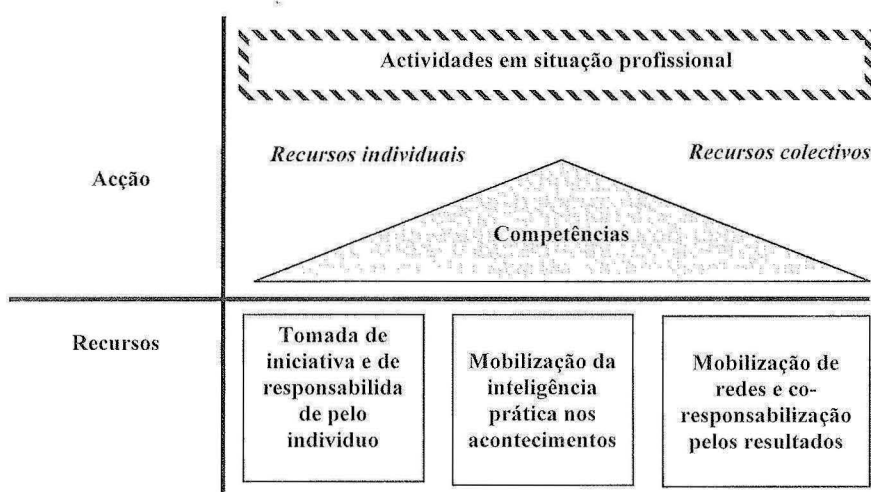 Actividades em situação profissional
Recursos individuais
Recursos colectivos
Acção
Competências
Recursos
Tomada de
iniciativa e de
responsabilida
de pelo
individuo
Mobilização da
inteligência
prática nos
acontecimentos
Mobilização de
redes e co-
responsabilização
pelos resultados